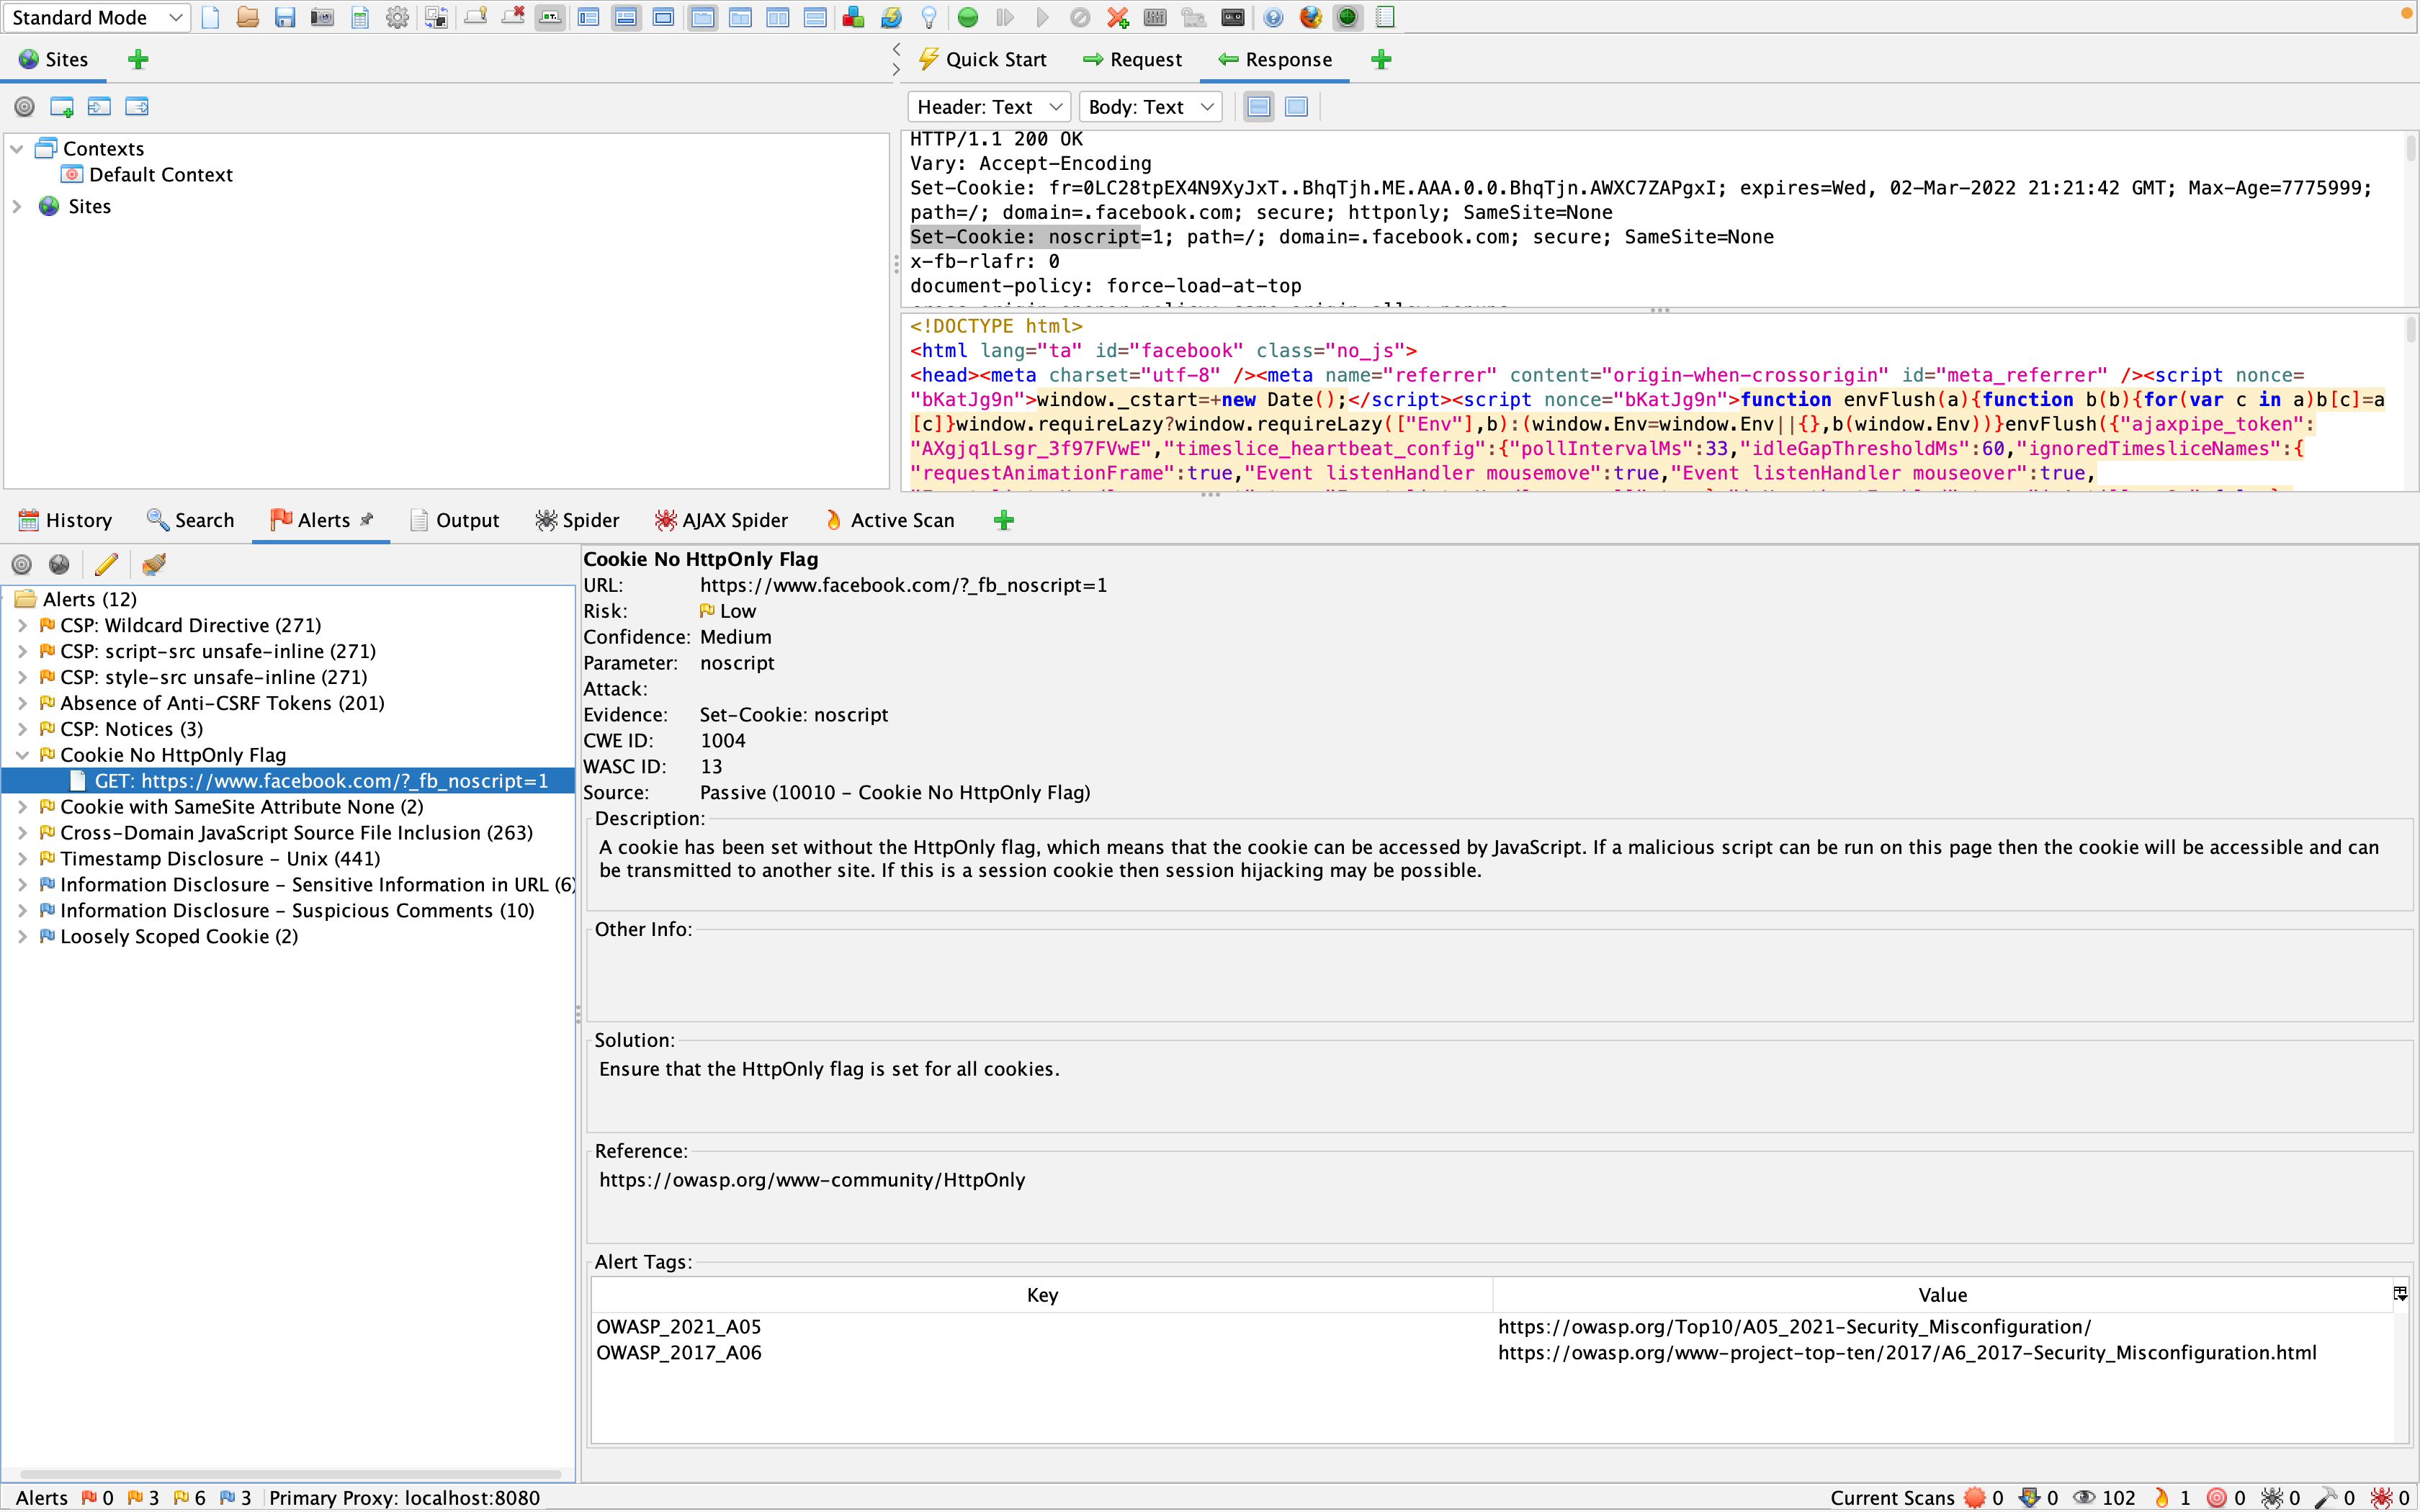 Standard Mode
Sites
Quick Start
Request
Response
Header: Text
Body: Text
Contexts
Default Context
Sites
HTTP/1.1 200 OK
Vary: Accept-Encoding
Set-Cookie: fr=0LC28tpEX4N9XyJxT..BhqTjh.ME.AAA.0.0.BhqTjn.AWXC7ZAPgxI; expires=Wed, 02-Mar-2022 21:21:42 GMT; Max-Age=7775999;
path=/; domain=.facebook.com; secure; httponly; SameSite=None
Set-Cookie: noscript=1; path=/; domain=.facebook.com; secure; SameSite=None
x-fb-rlafr: 0
document-policy: force-load-at-top
<!DOCTYPE html>
<html lang="ta" id="facebook" class="no_js">
<head><meta charset="utf-8" /><meta name="referrer" content="origin-when-crossorigin" id="meta_referrer" /><script nonce=
"bKatJg9n">window._cstart=+new Date();</script><script nonce="bKatJg9n">function envFlush(a){function b(b){for(var c in a)b[c]=a
[c]}window.requireLazy?window.requireLazy(["Env"],b):(window.Env=window.Env||{},b(window.Env))}envFlush({"ajaxpipe_token":
"AXgjq1Lsgr_3f97FVwE","timeslice_heartbeat_config":{"pollIntervalMs":33,"idleGapThresholdMs":60,"ignoredTimesliceNames":{
"requestAnimationFrame":true,"Event listenHandler mousemove":true,"Event listenHandler mouseover":true,
History
Search
Alerts
Output
Spider
AJAX Spider
Active Scan
Alerts (12)
CSP: Wildcard Directive (271)
CSP: script-src unsafe-inline (271)
CSP: style-src unsafe-inline (271)
Absence of Anti-CSRF Tokens (201)
CSP: Notices (3)
Cookie No HttpOnly Flag
GET: https://www.facebook.com/?_fb_noscript=1
Cookie with SameSite Attribute None (2)
Cross-Domain JavaScript Source File Inclusion (263)
Timestamp Disclosure - Unix (441)
Information Disclosure - Sensitive Information in URL (6)
Information Disclosure - Suspicious Comments (10)
Loosely Scoped Cookie (2)
Cookie No HttpOnly Flag
URL: https://www.facebook.com/?_fb_noscript=1
Risk: Low
Confidence: Medium
Parameter: noscript
Attack:
Evidence: Set-Cookie: noscript
CWE ID: 1004
WASC ID: 13
Source: Passive (10010 - Cookie No HttpOnly Flag)
Description:
A cookie has been set without the HttpOnly flag, which means that the cookie can be accessed by JavaScript. If a malicious script can be run on this page then the cookie will be accessible and can
be transmitted to another site. If this is a session cookie then session hijacking may be possible.
Other Info:
Solution:
Ensure that the HttpOnly flag is set for all cookies.
Reference:
https://owasp.org/www-community/HttpOnly
Alert Tags:
Key Value
OWASP_2021_A05 https://owasp.org/Top10/A05_2021-Security_Misconfiguration/
OWASP_2017_A06 https://owasp.org/www-project-top-ten/2017/A6_2017-Security_Misconfiguration.html
Alerts 0 3 6 3 Primary Proxy: localhost:8080
Current Scans 0 0 102 1 0 0 0 0